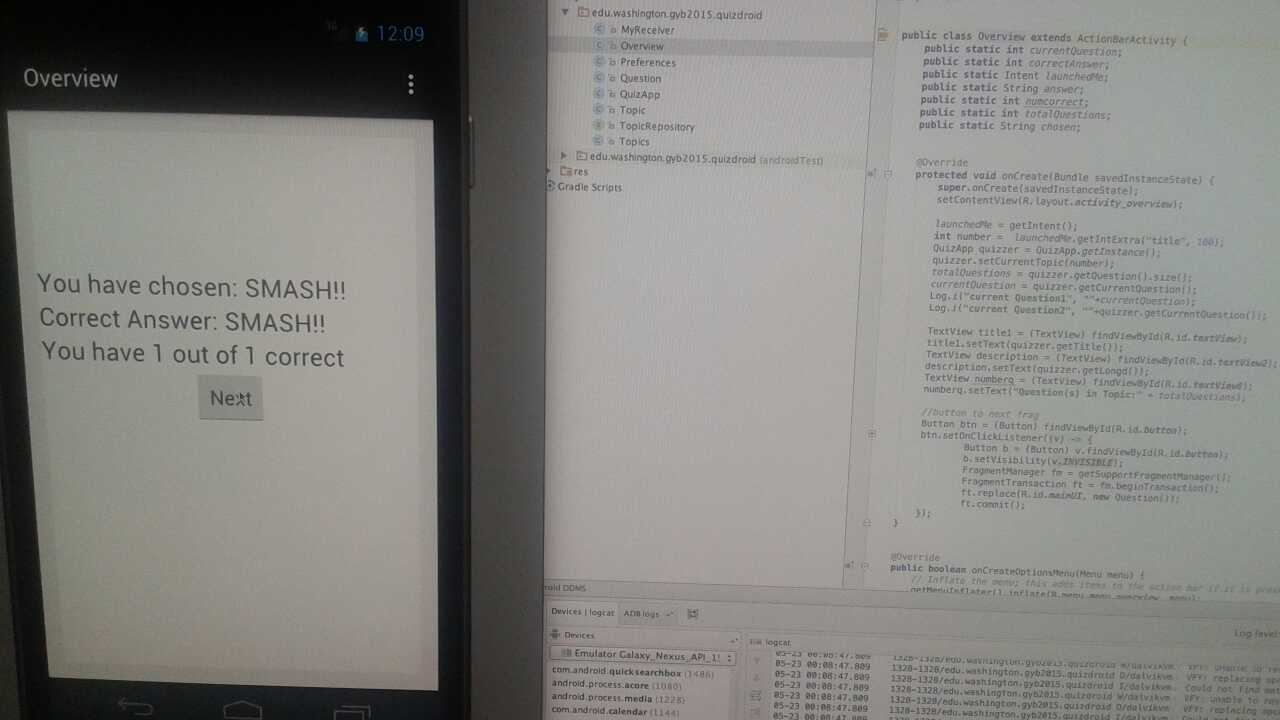 3G 12:09
Overview
You have chosen: SMASH!!
Correct Answer: SMASH!!
You have 1 out of 1 correct
Next
edu.washington.gyb2015.quizdroid
MyReceiver
Overview
Preferences
Question
QuizApp
Topic
TopicRepository
Topics
edu.washington.gyb2015.quizdroid (androidTest)
res
Gradle Scripts
public class Overview extends ActionBarActivity {
public static int currentQuestion;
public static int correctAnswer;
public static Intent launchedMe;
public static String answer;
public static int numcorrect;
public static int totalQuestions;
public static String chosen;
@Override
protected void onCreate(Bundle savedInstanceState) {
super.onCreate(savedInstanceState);
setContentView(R.layout.activity_overview);
launchedMe = getIntent();
int number = launchedMe.getIntExtra("title", 100);
QuizApp quizzer = QuizApp.getInstance();
quizzer.setCurrentTopic(number);
totalQuestions = quizzer.getQuestion().size();
currentQuestion = quizzer.getCurrentQuestion();
Log.i("current Question1", ""+currentQuestion);
Log.i("current Question2", ""+quizzer.getCurrentQuestion());
TextView title1 = (TextView) findViewById(R.id.textView);
title1.setText(quizzer.getTitle());
TextView description = (TextView) findViewById(R.id.textView2);
description.setText(quizzer.getLongd());
TextView numberq = (TextView) findViewById(R.id.textView8);
numberq.setText("Question(s) in Topic:" + totalQuestions);
//button to next frag
Button btn = (Button) findViewById(R.id.button);
btn.setOnClickListener((v) -> {
Button b = (Button) v.findViewById(R.id.button);
b.setVisibility(v.INVISIBLE);
FragmentManager fm = getSupportFragmentManager();
FragmentTransaction ft = fm.beginTransaction();
ft.replace(R.id.mainUI, new Question());
ft.commit();
});
}
@Override
public boolean onCreateOptionsMenu(Menu menu) {
// Inflate the menu; this adds items to the action bar if it is pres
getMenuInflater().inflate(R.menu.menu_overview, menu);
roid DDMS
Devices | logcat ADB logs
Log level:
Devices
logcat
Emulator Galaxy_Nexus_API_1
com.android.quicksearchbox (1486)
android.process.acore (1080)
android.process.media (1228)
com.android.calendar (1144)
05-23 00:08:47.809 1328-1328/edu.washington.gyb2015.quizdroid W/dalvikvm
05-23 00:08:47.809 1328-1328/edu.washington.gyb2015.quizdroid D/dalvikvm VFY: replacing opc
05-23 00:08:47.809 1328-1328/edu.washington.gyb2015.quizdroid I/dalvikvm Could not find met
05-23 00:08:47.809 1328-1328/edu.washington.gyb2015.quizdroid W/dalvikvm VFY: unable to
05-23 00:08:47.809 1328-1328/edu.washington.gyb2015.quizdroid D/dalvikvm VFY: replacing